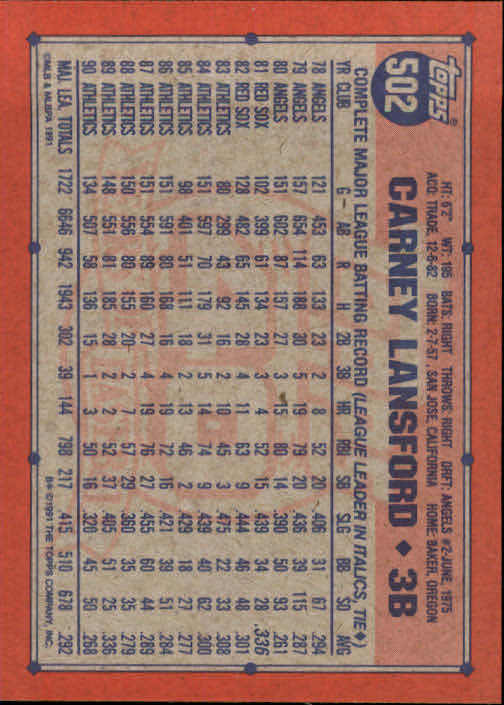 TOPPS®
502
HT: 6'2" WT: 195 BATS: RIGHT THROWS: RIGHT DRFT: ANGELS #2-JUNE, 1975
ACQ: TRADE, 12-6-82 BORN: 2-7-57, SAN JOSE, CALIFORNIA HOME: BAKER, OREGON
CARNEY LANSFORD ♦ 3B
COMPLETE MAJOR LEAGUE BATTING RECORD (LEAGUE LEADER IN ITALICS, TIE♦)
YR CLUB G AB R H 2B 3B HR RBI SB SLG BB SO AVG
78 ANGELS 121 453 63 133 23 2 8 52 20 .406 31 67 .294
79 ANGELS 157 654 114 188 30 5 19 79 20 .436 39 115 .287
80 ANGELS 151 602 87 157 27 3 15 80 14 .390 50 93 .261
81 RED SOX 102 399 61 134 23 3 4 52 15 .439 34 28 .336
82 RED SOX 128 482 65 145 28 4 11 63 9 .444 46 48 .301
83 ATHLETICS 80 299 43 92 16 2 10 45 3 .475 22 33 .308
84 ATHLETICS 151 597 70 179 31 5 14 74 9 .439 40 62 .300
85 ATHLETICS 98 401 51 111 18 2 13 46 2 .429 18 27 .277
86 ATHLETICS 151 591 80 168 16 4 19 72 16 .421 39 51 .284
87 ATHLETICS 151 554 89 160 27 4 19 76 27 .455 60 44 .289
88 ATHLETICS 150 556 80 155 20 2 7 57 29 .360 35 35 .279
89 ATHLETICS 148 551 81 185 28 2 2 52 37 .405 51 25 .336
90 ATHLETICS 134 507 58 136 15 1 3 50 16 .320 45 50 .268
MAJ. LEA. TOTALS 1722 6646 942 1943 302 39 144 798 217 .415 510 678 .292
©MLB & MLBPA 1991
B* ©1991 THE TOPPS COMPANY, INC.